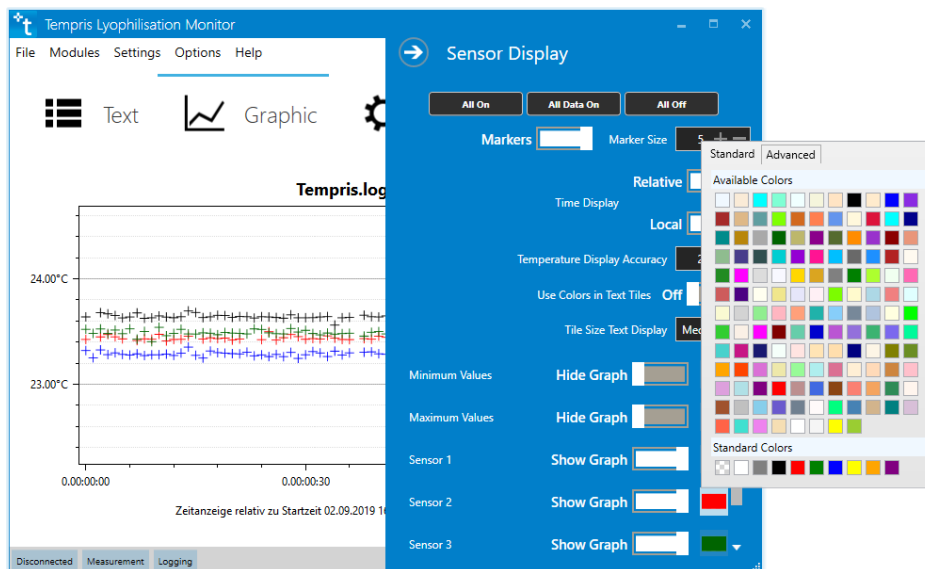 Tempris Lyophilisation Monitor
File Modules Settings Options Help
Sensor Display
Text Graphic
All On All Data On All Off
Markers Marker Size 5
Standard Advanced
Available Colors
Tempris.log
Relative
Time Display
Local
Temperature Display Accuracy 2
24.00°C
Use Colors in Text Tiles Off
Tile Size Text Display Med
Minimum Values Hide Graph
23.00°C
Maximum Values Hide Graph
Standard Colors
Sensor 1 Show Graph
0.00:00:00 0.00:00:30
Sensor 2 Show Graph
Zeitanzeige relativ zu Startzeit 02.09.2019 16
Sensor 3 Show Graph
Disconnected Measurement Logging